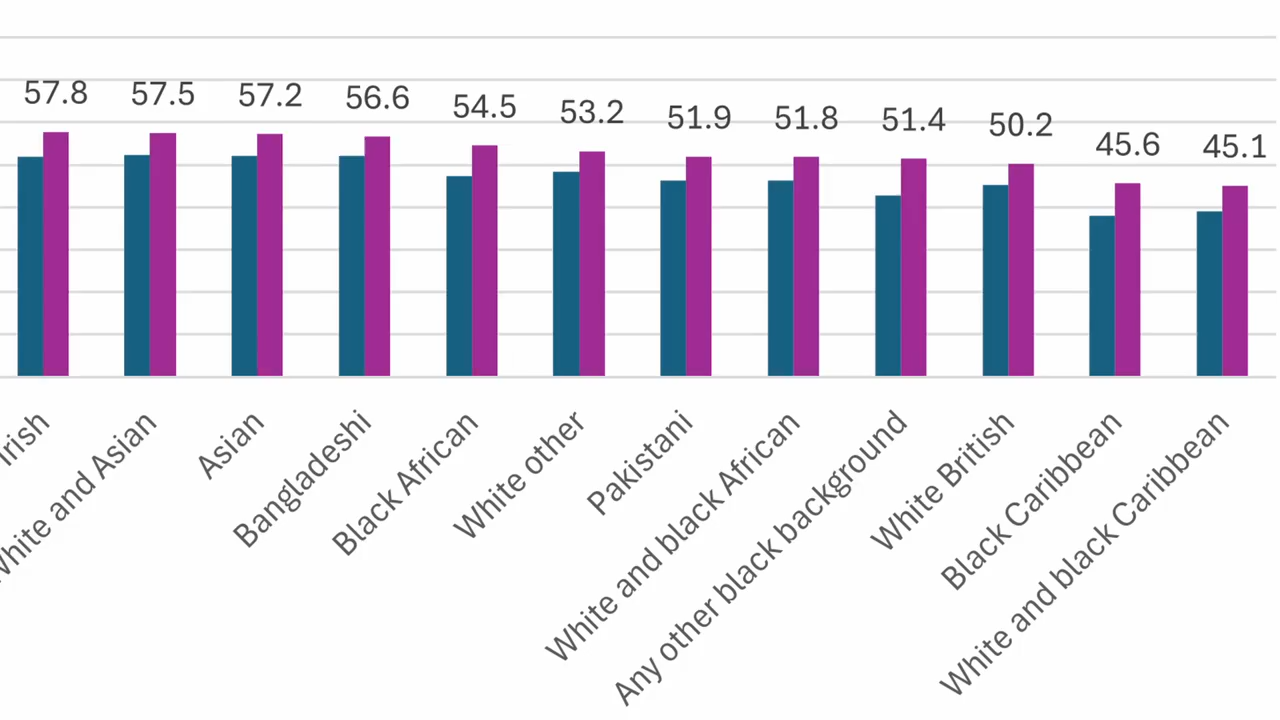 57.8
57.5
57.2
56.6
54.5
53.2
51.9
51.8
51.4
50.2
45.6
45.1
Irish
White and Asian
Asian
Bangladeshi
Black African
White other
Pakistani
White and black African
Any other black background
White British
Black Caribbean
White and black Caribbean